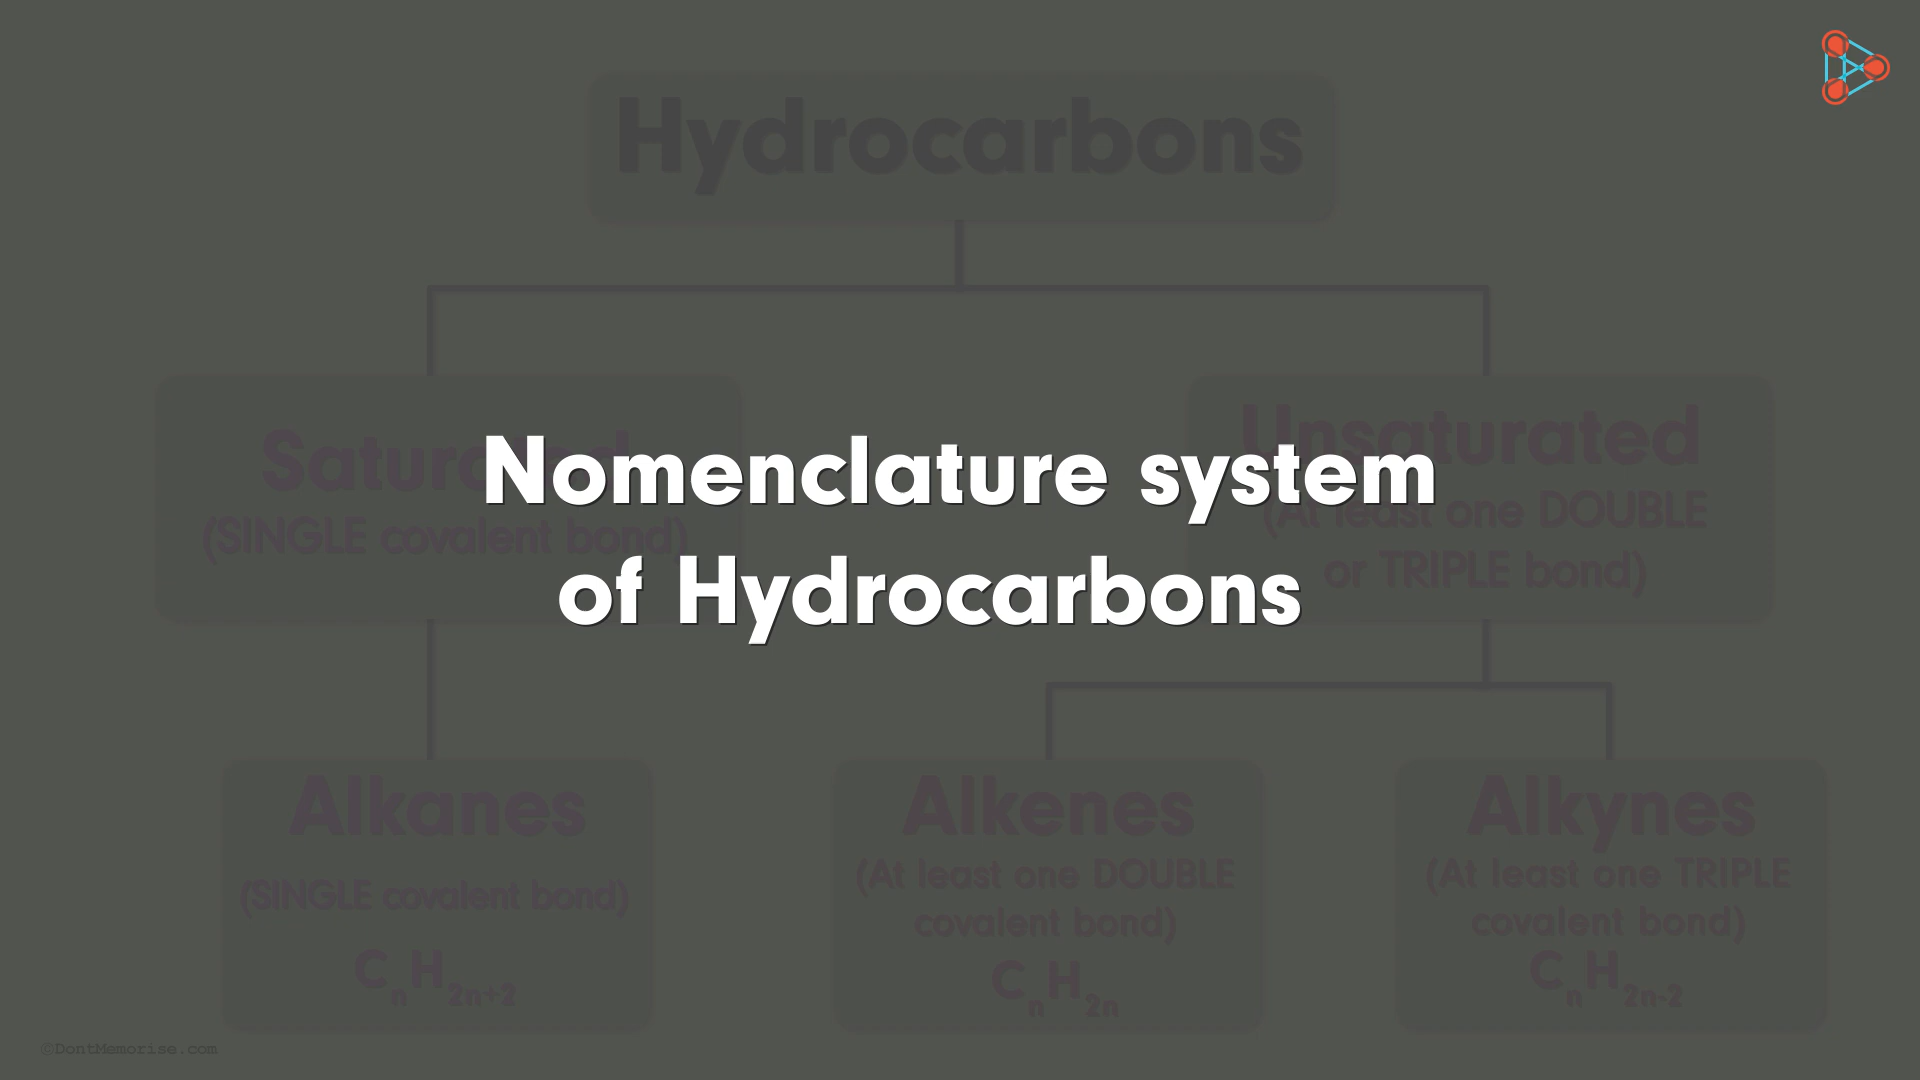 Hydrocarbons
Nomenclature system
of Hydrocarbons
Saturated
(SINGLE covalent bond)
Unsaturated
(At least one DOUBLE
or TRIPLE bond)
Alkanes
(SINGLE covalent bond)
CnH2n+2
Alkenes
(At least one DOUBLE
covalent bond)
CnH2n
Alkynes
(At least one TRIPLE
covalent bond)
CnH2n-2
©DontMemorise.com